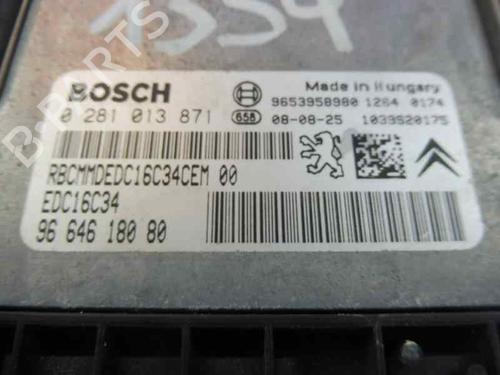 1334
BOSCH
Made in Hungary
9653958980 1264 0174
0 281 013 871
658 08-08-25 1039S20175
RBCMMDEDC16C34CEM 00
EDC16C34
96 646 180 80
B-PARTS